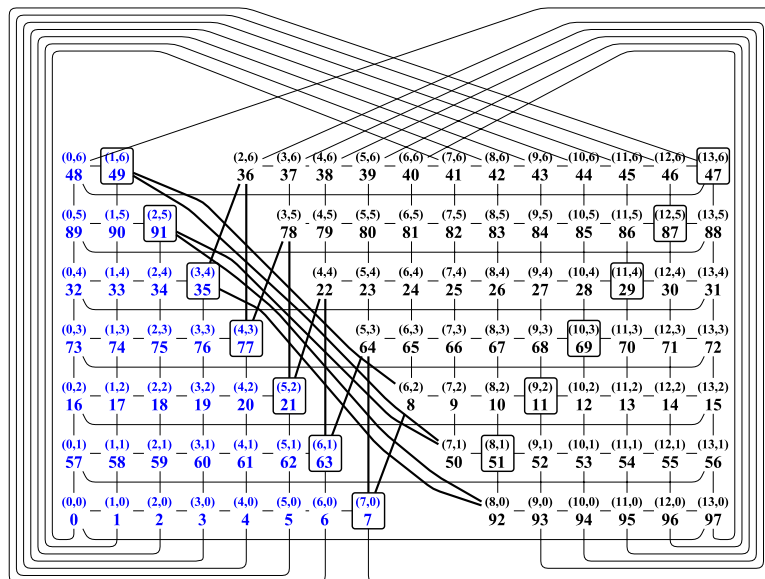 (0,6) (1,6) (2,6) (3,6) (4,6) (5,6) (6,6) (7,6) (8,6) (9,6) (10,6) (11,6) (12,6) (13,6)
48 49 36 37 38 39 40 41 42 43 44 45 46 47
(0,5) (1,5) (2,5) (3,5) (4,5) (5,5) (6,5) (7,5) (8,5) (9,5) (10,5) (11,5) (12,5) (13,5)
89 90 91 78 79 80 81 82 83 84 85 86 87 88
(0,4) (1,4) (2,4) (3,4) (4,4) (5,4) (6,4) (7,4) (8,4) (9,4) (10,4) (11,4) (12,4) (13,4)
32 33 34 35 22 23 24 25 26 27 28 29 30 31
(0,3) (1,3) (2,3) (3,3) (4,3) (5,3) (6,3) (7,3) (8,3) (9,3) (10,3) (11,3) (12,3) (13,3)
73 74 75 76 77 64 65 66 67 68 69 70 71 72
(0,2) (1,2) (2,2) (3,2) (4,2) (5,2) (6,2) (7,2) (8,2) (9,2) (10,2) (11,2) (12,2) (13,2)
16 17 18 19 20 21 8 9 10 11 12 13 14 15
(0,1) (1,1) (2,1) (3,1) (4,1) (5,1) (6,1) (7,1) (8,1) (9,1) (10,1) (11,1) (12,1) (13,1)
57 58 59 60 61 62 63 50 51 52 53 54 55 56
(0,0) (1,0) (2,0) (3,0) (4,0) (5,0) (6,0) (7,0) (8,0) (9,0) (10,0) (11,0) (12,0) (13,0)
0 1 2 3 4 5 6 7 92 93 94 95 96 97